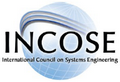 INCOSE
International Council on Systems Engineering